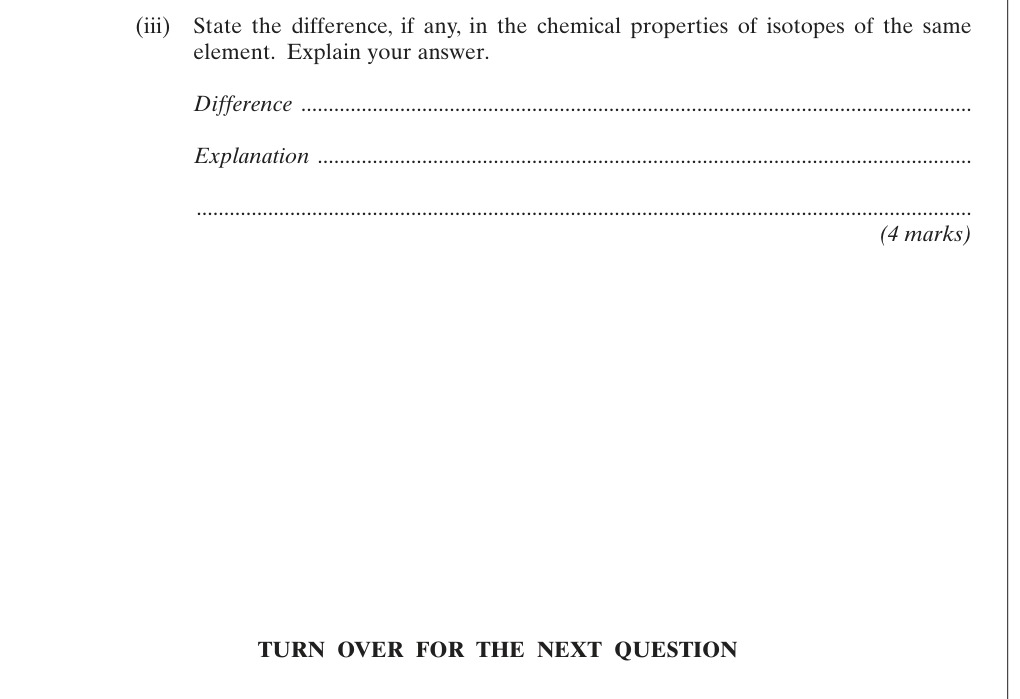 (iii) State the difference, if any, in the chemical properties of isotopes of the same
element. Explain your answer.
Difference ..........................................................................................................................
Explanation .......................................................................................................................
.............................................................................................................................................
(4 marks)
TURN OVER FOR THE NEXT QUESTION